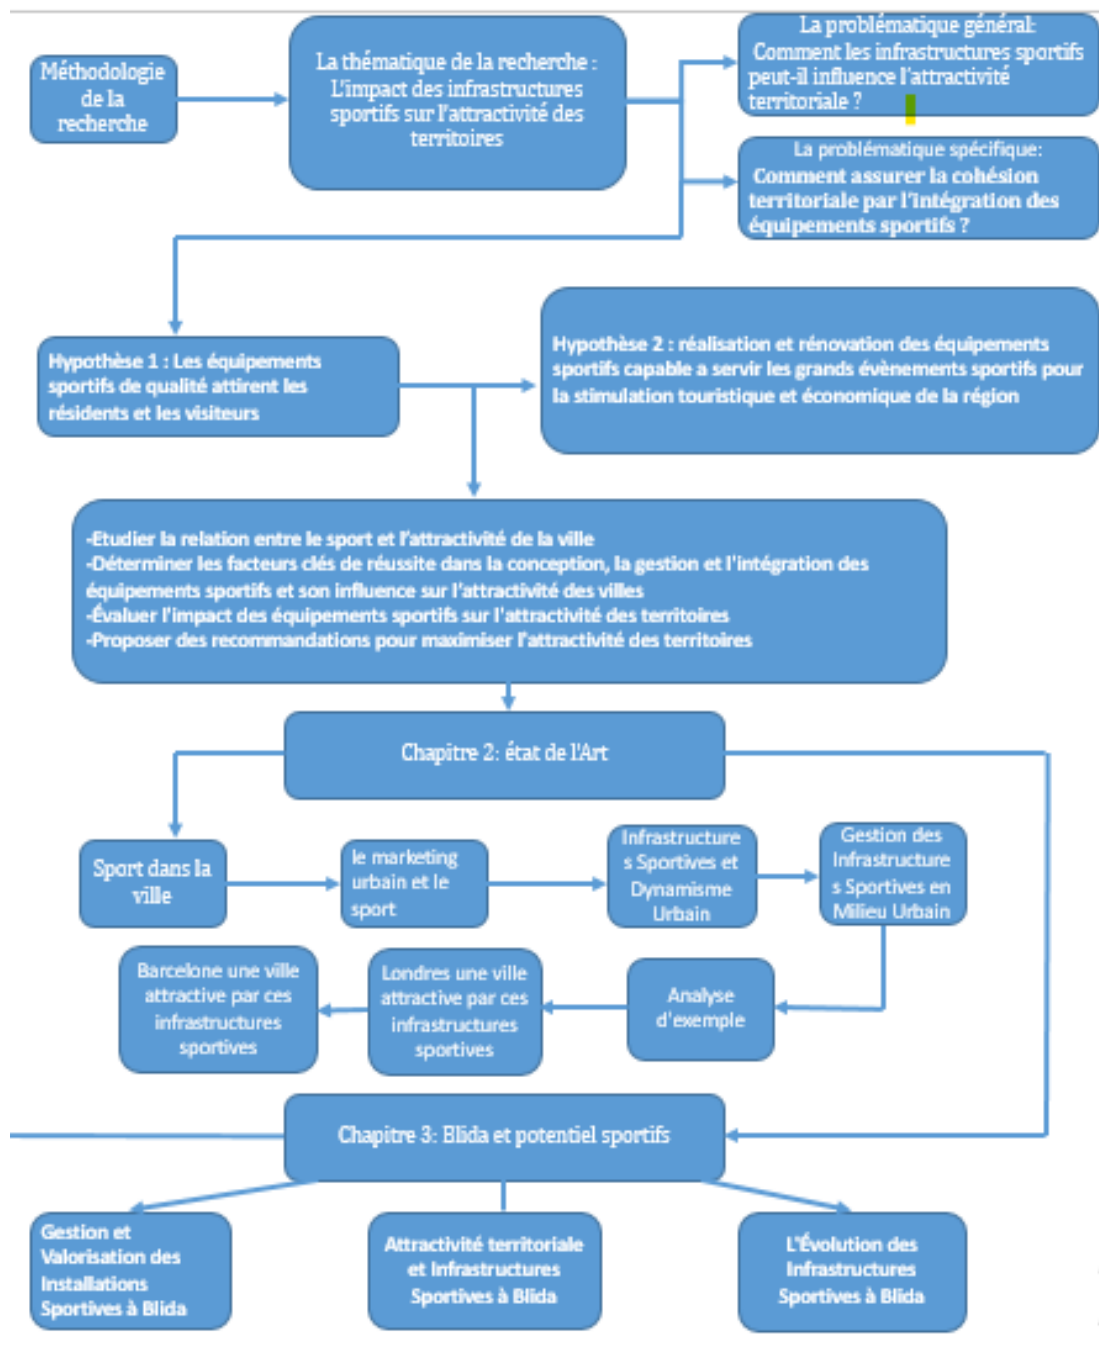 Méthodologie
de la
recherche
La thématique de la recherche :
L'impact des infrastructures
sportifs sur l'attractivité des
territoires
La problématique général:
Comment les infrastructures sportifs
peut-il influence l'attractivité
territoriale ?
La problématique spécifique:
Comment assurer la cohésion
territoriale par l'intégration des
équipements sportifs ?
Hypothèse 1 : Les équipements
sportifs de qualité attirent les
résidents et les visiteurs
Hypothèse 2 : réalisation et rénovation des équipements
sportifs capable a servir les grands évènements sportifs pour
la stimulation touristique et économique de la région
-Etudier la relation entre le sport et l'attractivité de la ville
-Déterminer les facteurs clés de réussite dans la conception, la gestion et l'intégration des
équipements sportifs et son influence sur l'attractivité des villes
-Évaluer l'impact des équipements sportifs sur l'attractivité des territoires
-Proposer des recommandations pour maximiser l'attractivité des territoires
Chapitre 2: état de l'Art
Sport dans la
ville
le marketing
urbain et le
sport
Infrastructure
s Sportives et
Dynamisme
Urbain
Gestion des
Infrastructure
s Sportives en
Milieu Urbain
Analyse
d'exemple
Londres une ville
attractive par ces
infrastructures
sportives
Barcelone une ville
attractive par ces
infrastructures
sportives
Chapitre 3: Blida et potentiel sportifs
Gestion et
Valorisation des
Installations
Sportives à Blida
Attractivité territoriale
et Infrastructures
Sportives à Blida
L'Évolution des
Infrastructures
Sportives à Blida